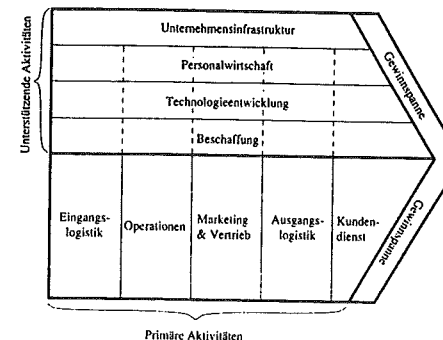 Unterstützende Aktivitäten
Unternehmensinfrastruktur
Personalwirtschaft
Technologieentwicklung
Beschaffung
Gewinnspanne
Eingangs-
logistik
Operationen
Marketing
& Vertrieb
Ausgangs-
logistik
Kunden-
dienst
Gewinnspanne
Primäre Aktivitäten